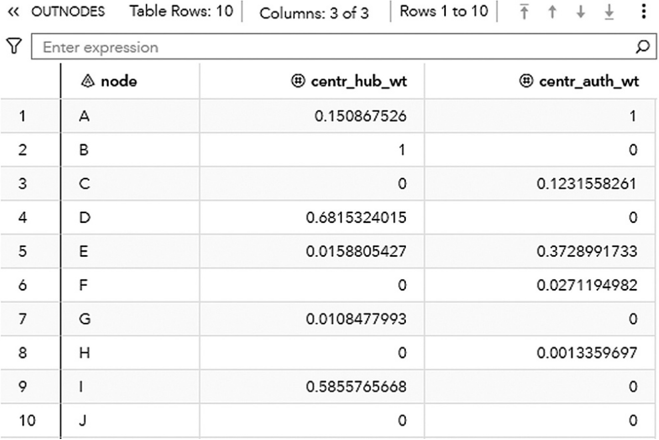 OUTNODES Table Rows: 10 Columns: 3 of 3 Rows 1 to 10
Enter expression
node centr_hub_wt centr_auth_wt
1 A 0.150867526 1
2 B 1 0
3 C 0 0.1231558261
4 D 0.6815324015 0
5 E 0.0158805427 0.3728991733
6 F 0 0.0271194982
7 G 0.0108477993 0
8 H 0 0.0013359697
9 I 0.5855765668 0
10 J 0 0